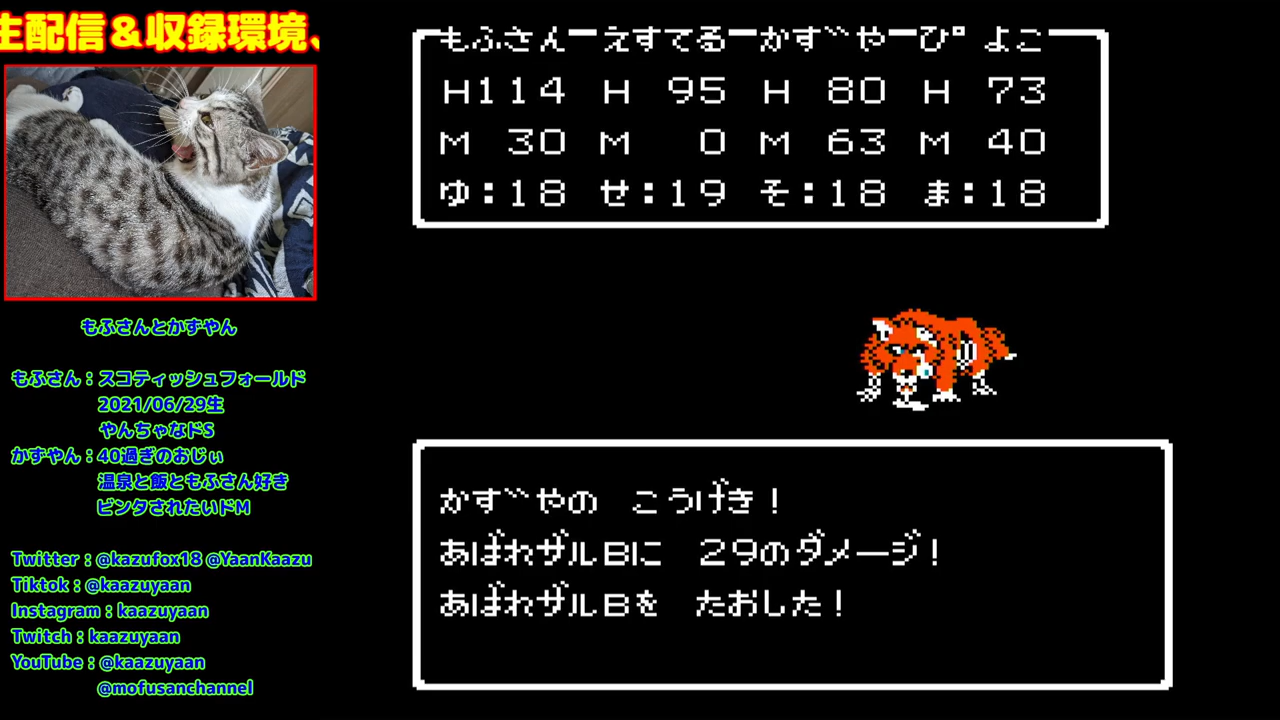 主配信＆収録環境、
もふさんとかずやん
もふさん：スコティッシュフォールド
2021/06/29生
やんちゃなドS
かずやん：40過ぎのおじぃ
温泉と飯ともふさん好き
ビンタされたいドM
Twitter：@kazufox18 @YaanKaazu
Tiktok：@kaazuyaan
Instagram：kaazuyaan
Twitch：kaazuyaan
YouTube：@kaazuyaan
@mofusanchannel
もふさん えすてる かずや ぴよこ
H114 H 95 H 80 H 73
M 30 M 0 M 63 M 40
ゆ:18 せ:19 そ:18 ま:18
かずやの こうげき！
あばれザルBに 29のダメージ！
あばれザルBを たおした！